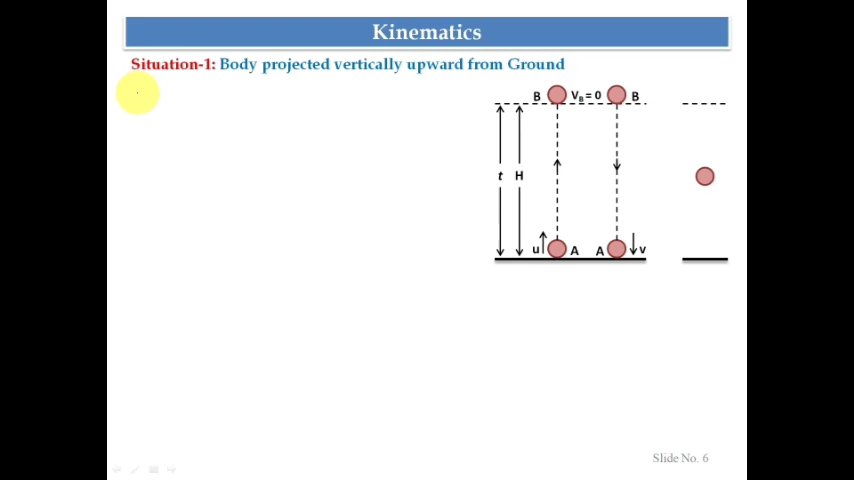 Kinematics
Situation-1: Body projected vertically upward from Ground
B V_B = 0 B
t H
u A A v
Slide No. 6